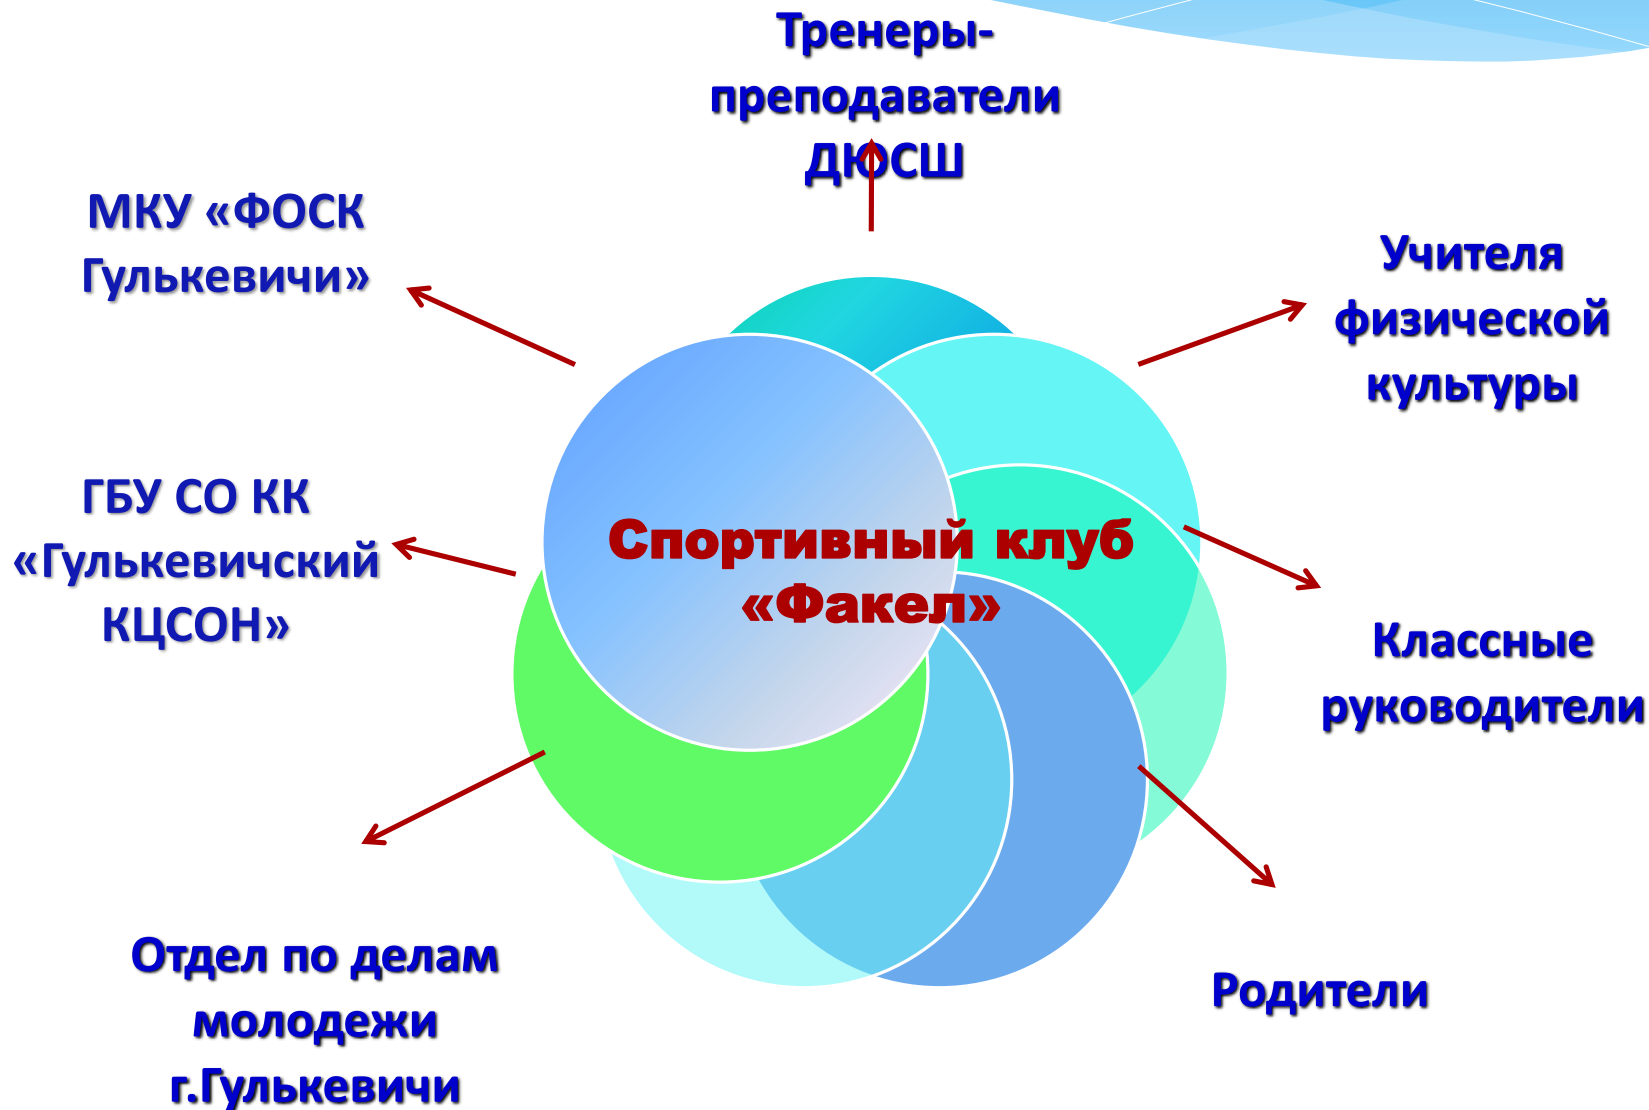 Тренеры-
преподаватели
ДЮСШ
МКУ «ФОСК
Гулькевичи»
Учителя
физической
культуры
ГБУ СО КК
«Гулькевичский
КЦСОН»
Спортивный клуб
«Факел»
Классные
руководители
Отдел по делам
молодежи
г.Гулькевичи
Родители